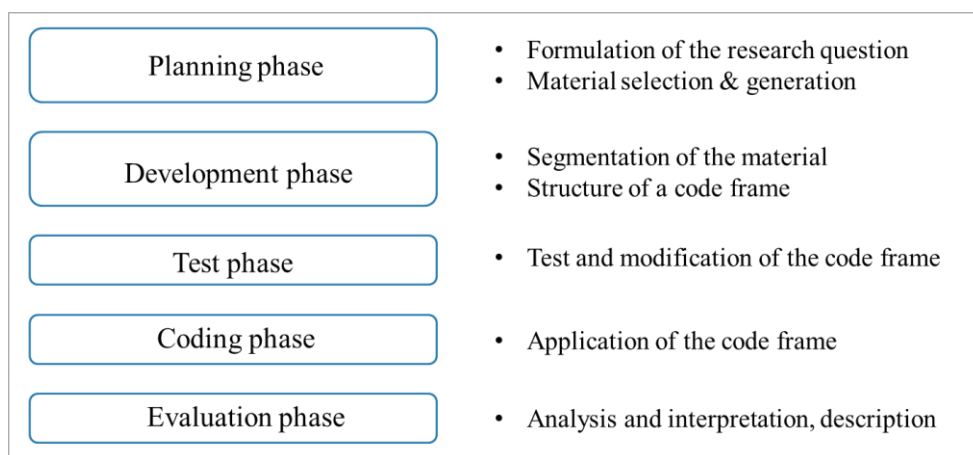 Planning phase
• Formulation of the research question
• Material selection & generation
Development phase
• Segmentation of the material
• Structure of a code frame
Test phase
• Test and modification of the code frame
Coding phase
• Application of the code frame
Evaluation phase
• Analysis and interpretation, description